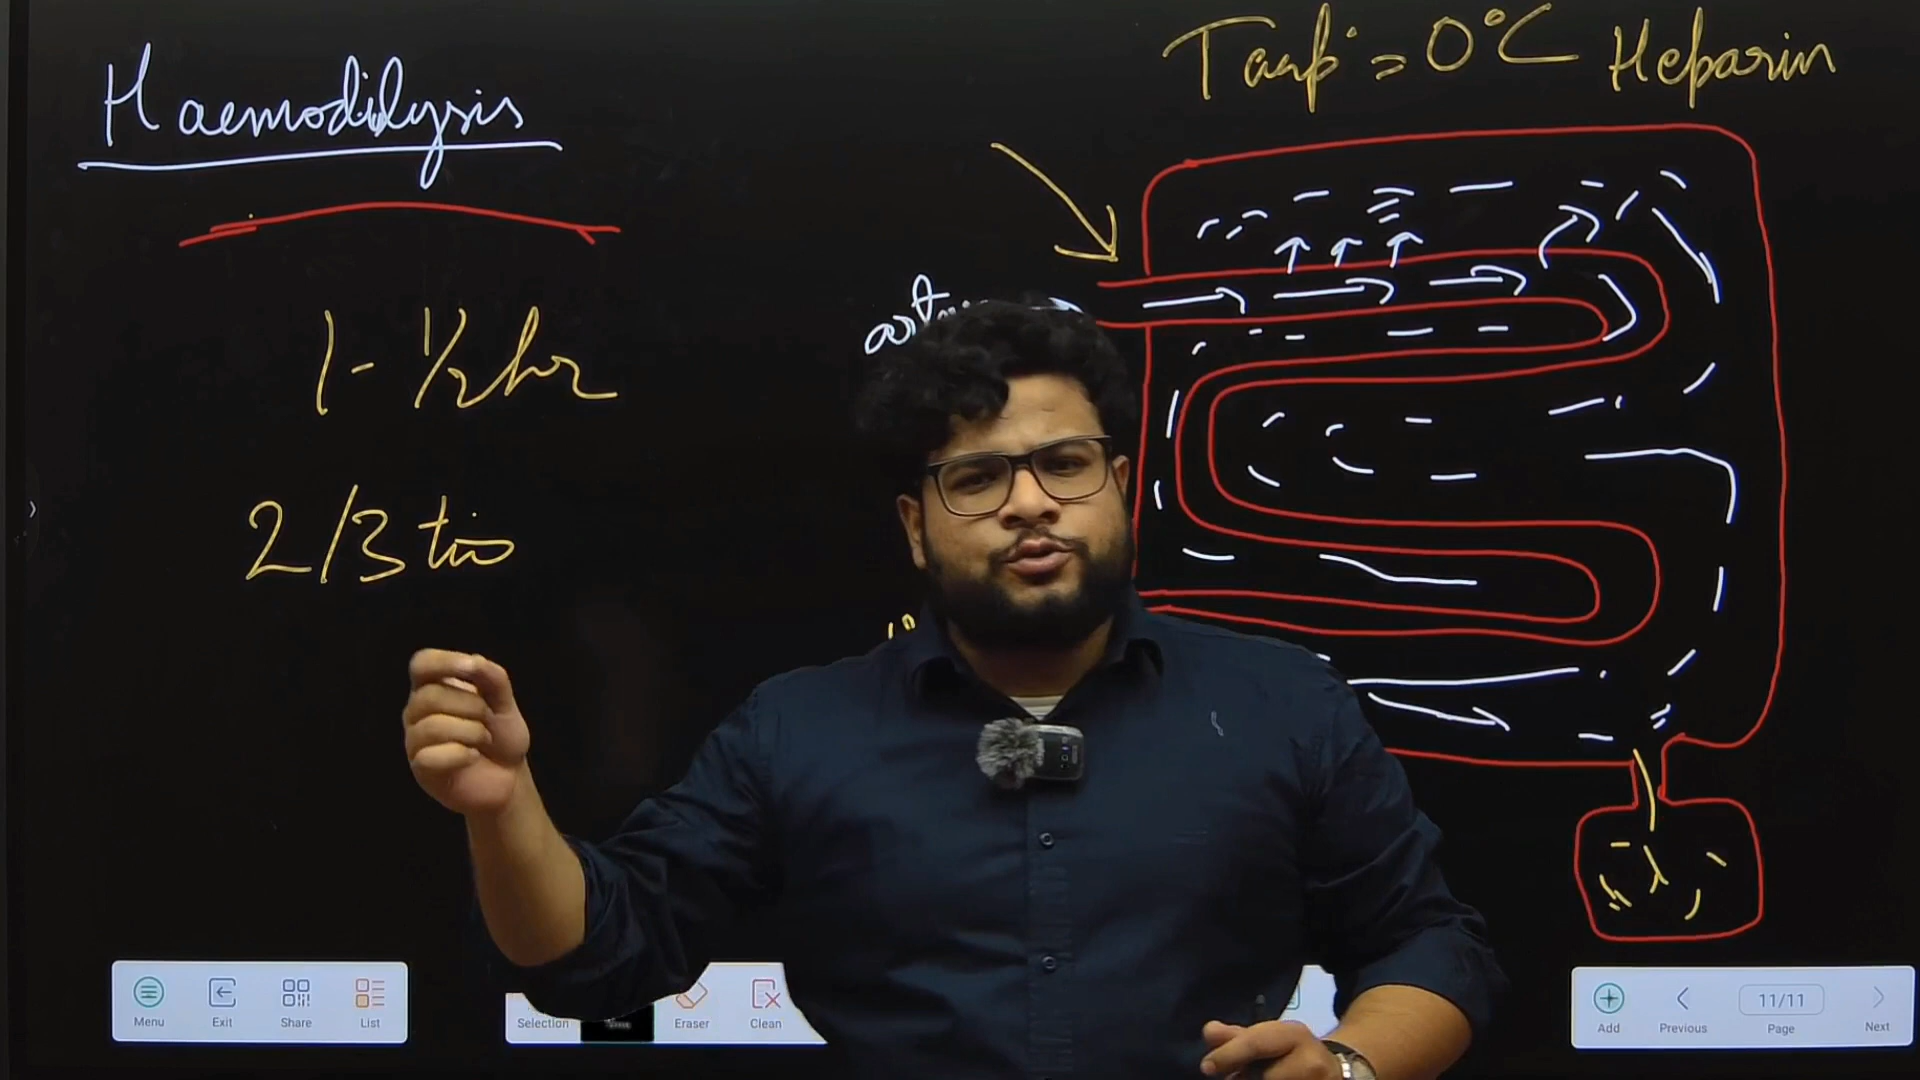 Temp. = 0°C Heparin
Haemodilysis
1 - 1/2 hr
2/3 tis
Menu
Exit
Share
List
Selection
Eraser
Clean
Add
Previous
11/11
Page
Next